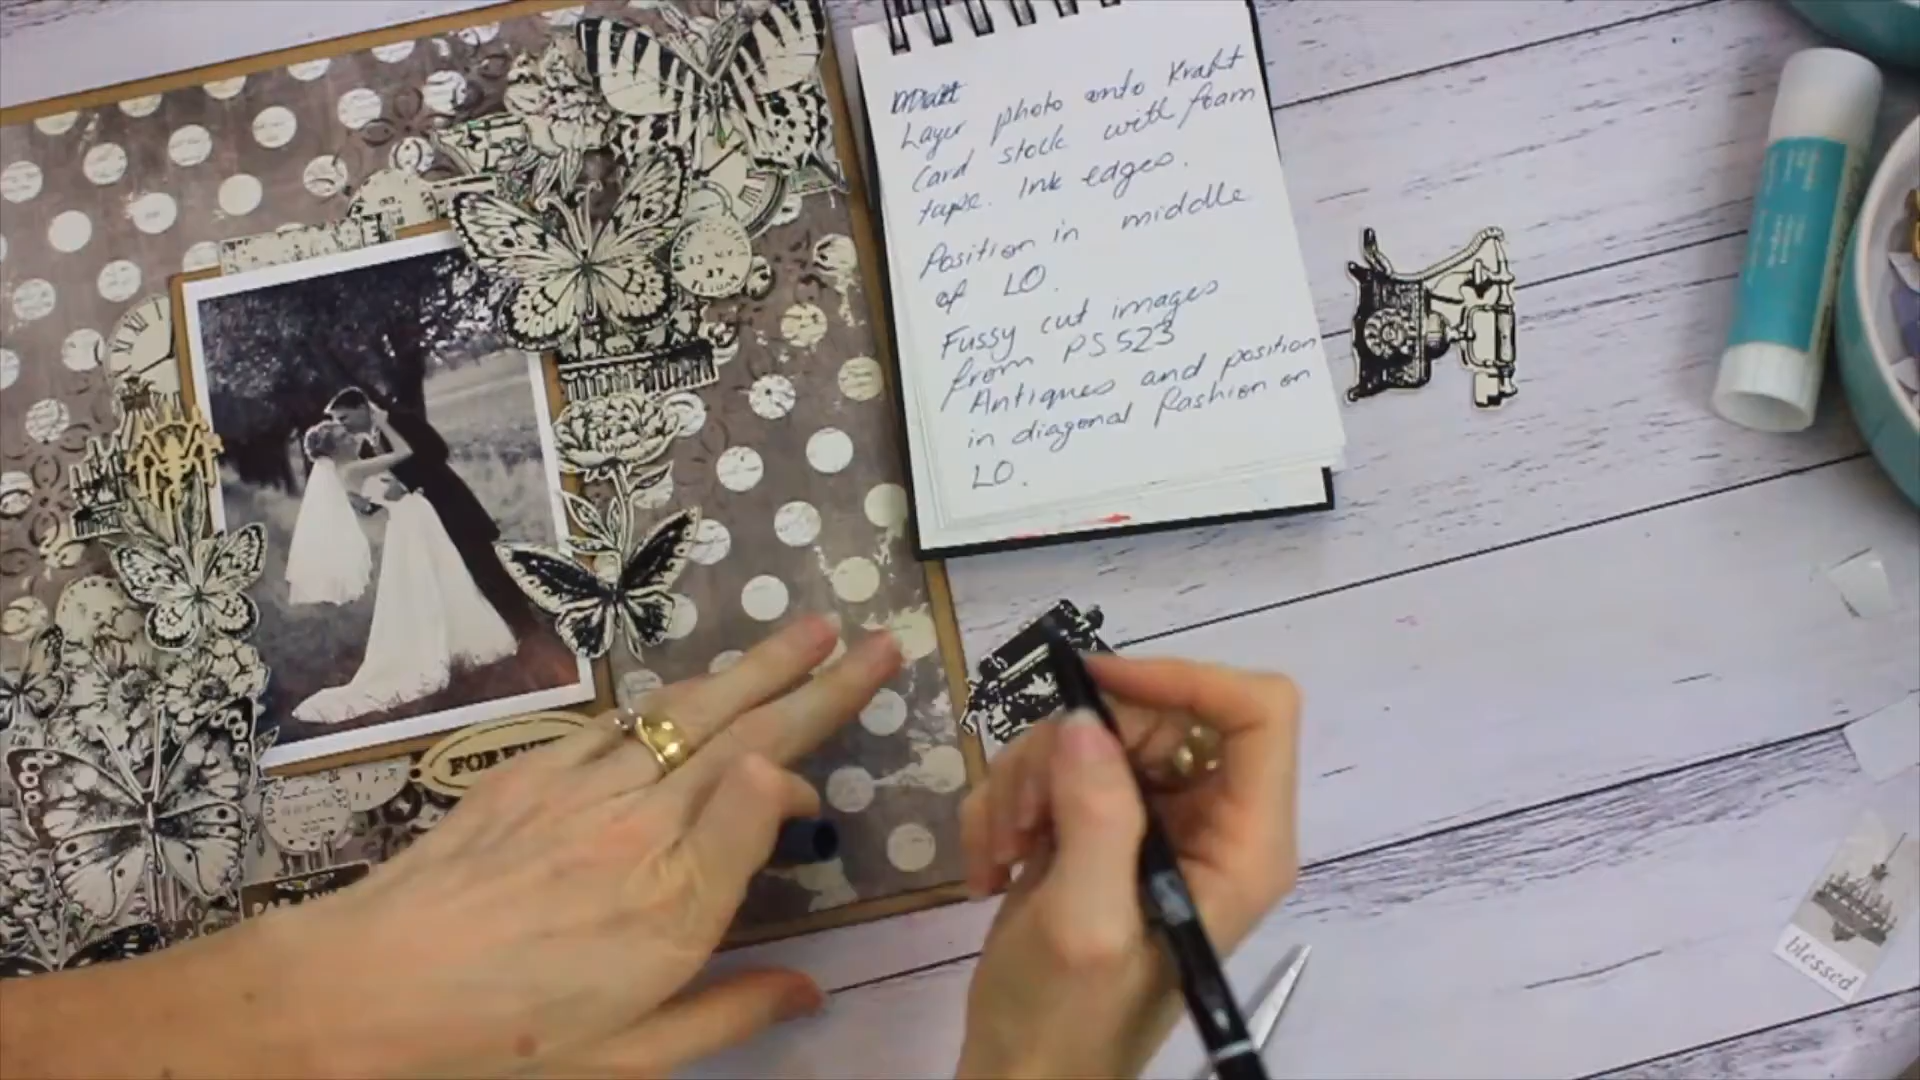 Layer photo onto Kraft
Card stock with foam
tape. Ink edges.
Position in middle
of LO.
Fussy cut images
from PS523
Antiques and position
in diagonal fashion on
LO.
FOREVE
blessed